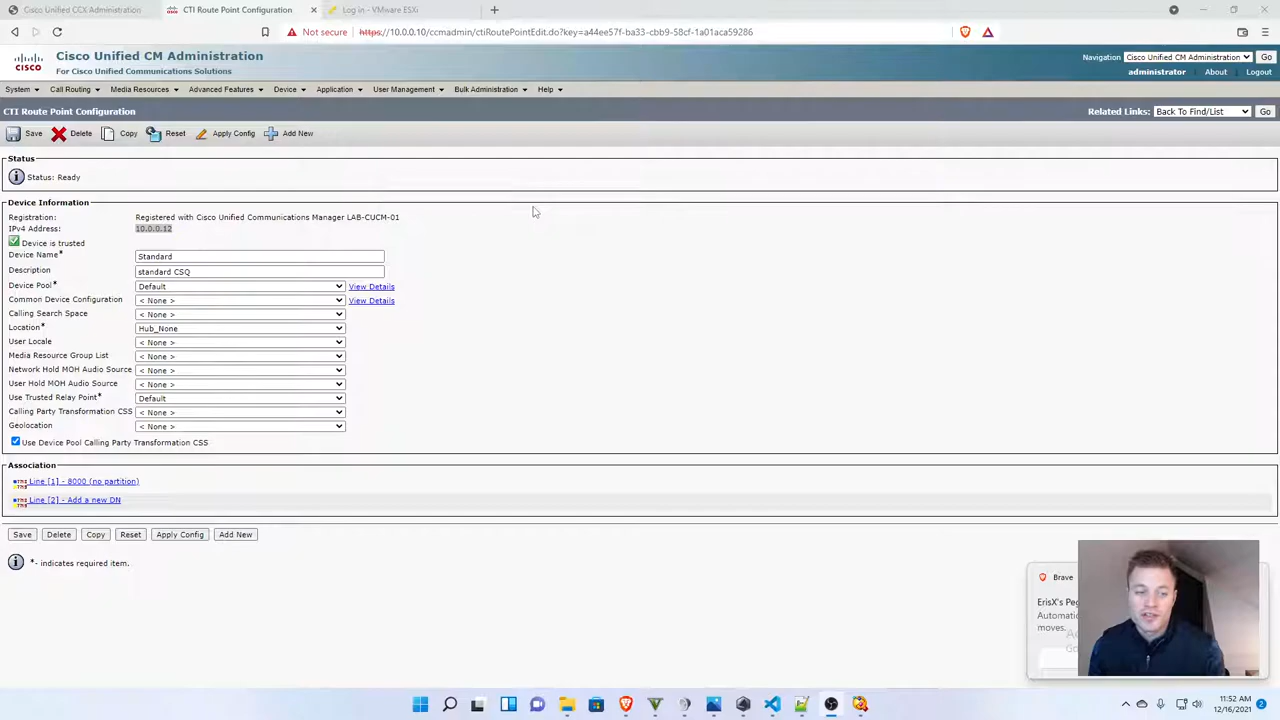 Cisco Unified CCX Administration
CTI Route Point Configuration
Log in - VMware ESXi
Not secure
https://10.0.0.10/ccmadmin/ctiRoutePointEdit.do?key=a44ee57f-ba33-cbb9-58cf-1a01aca59286
CISCO
Cisco Unified CM Administration
For Cisco Unified Communications Solutions
Navigation Cisco Unified CM Administration Go
administrator About Logout
System Call Routing Media Resources Advanced Features Device Application User Management Bulk Administration Help
CTI Route Point Configuration
Related Links: Back To Find/List Go
Save Delete Copy Reset Apply Config Add New
Status
Status: Ready
Device Information
Registration: Registered with Cisco Unified Communications Manager LAB-CUCM-01
IPv4 Address: 10.0.0.12
Device is trusted
Device Name* Standard
Description standard CSQ
Device Pool* Default View Details
Common Device Configuration < None > View Details
Calling Search Space < None >
Location* Hub_None
User Locale < None >
Media Resource Group List < None >
Network Hold MOH Audio Source < None >
User Hold MOH Audio Source < None >
Use Trusted Relay Point* Default
Calling Party Transformation CSS < None >
Geolocation < None >
Use Device Pool Calling Party Transformation CSS
Association
Line [1] - 8000 (no partition)
Line [2] - Add a new DN
Save Delete Copy Reset Apply Config Add New
*- indicates required item.
Brave
ErisX's
Automatic
moves.
11:52 AM
12/16/2021
2